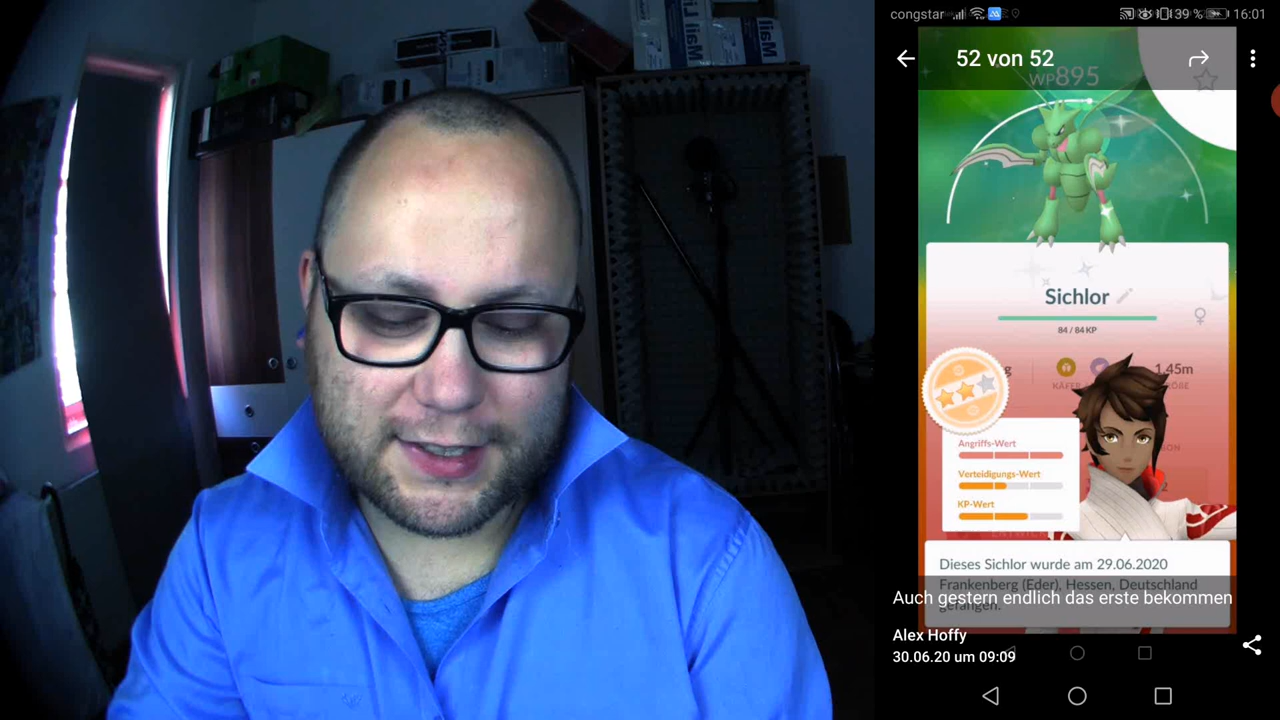 congstar 39 % 16:01
52 von 52
WP895
Sichlor
84 / 84 KP
g
1,45m
KÄFER
ÖSSE
Angriffs-Wert
Verteidigungs-Wert
KP-Wert
Dieses Sichlor wurde am 29.06.2020
Frankenberg (Eder), Hessen, Deutschland
gefangen.
Auch gestern endlich das erste bekommen
Alex Hoffy
30.06.20 um 09:09